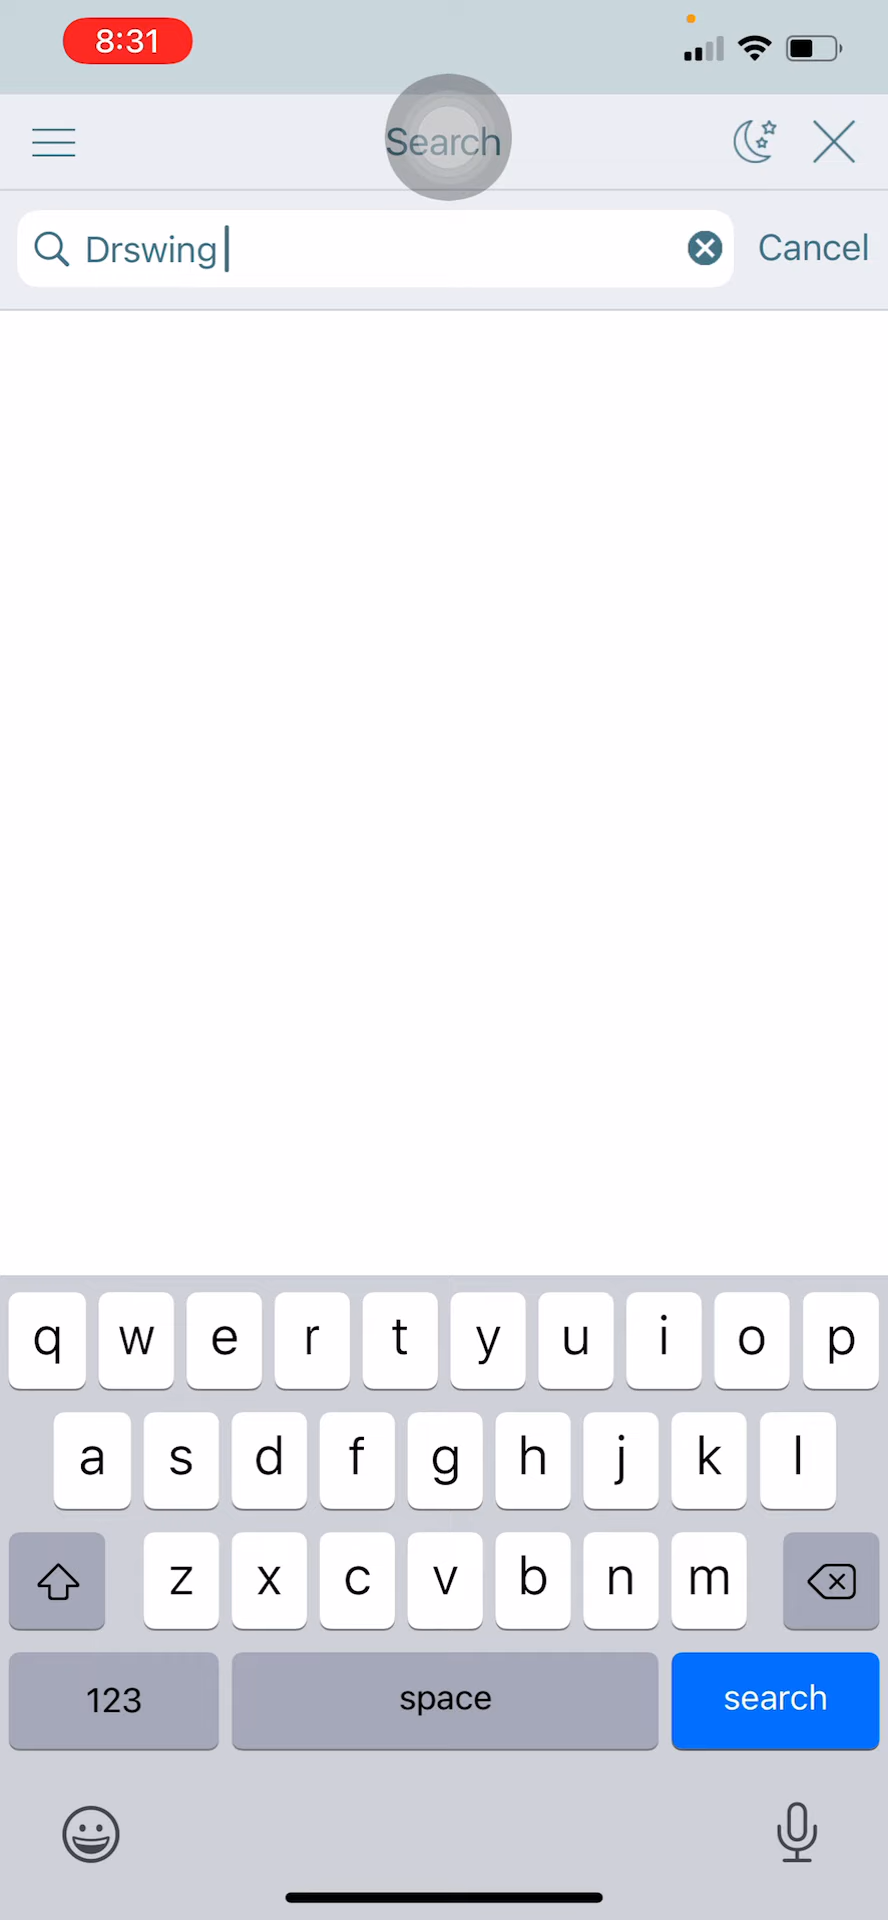 8:31
Search
Drswing
Cancel
q w e r t y u i o p
a s d f g h j k l
z x c v b n m
123 space search